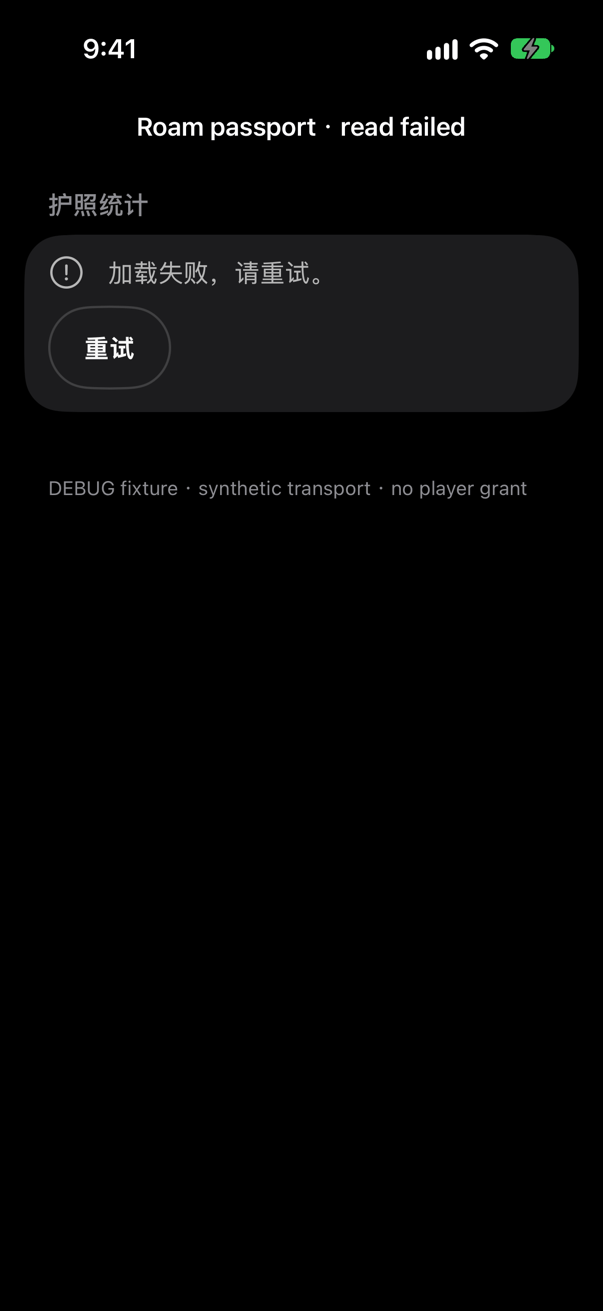 9:41
Roam passport · read failed
护照统计
加载失败，请重试。
重试
DEBUG fixture · synthetic transport · no player grant